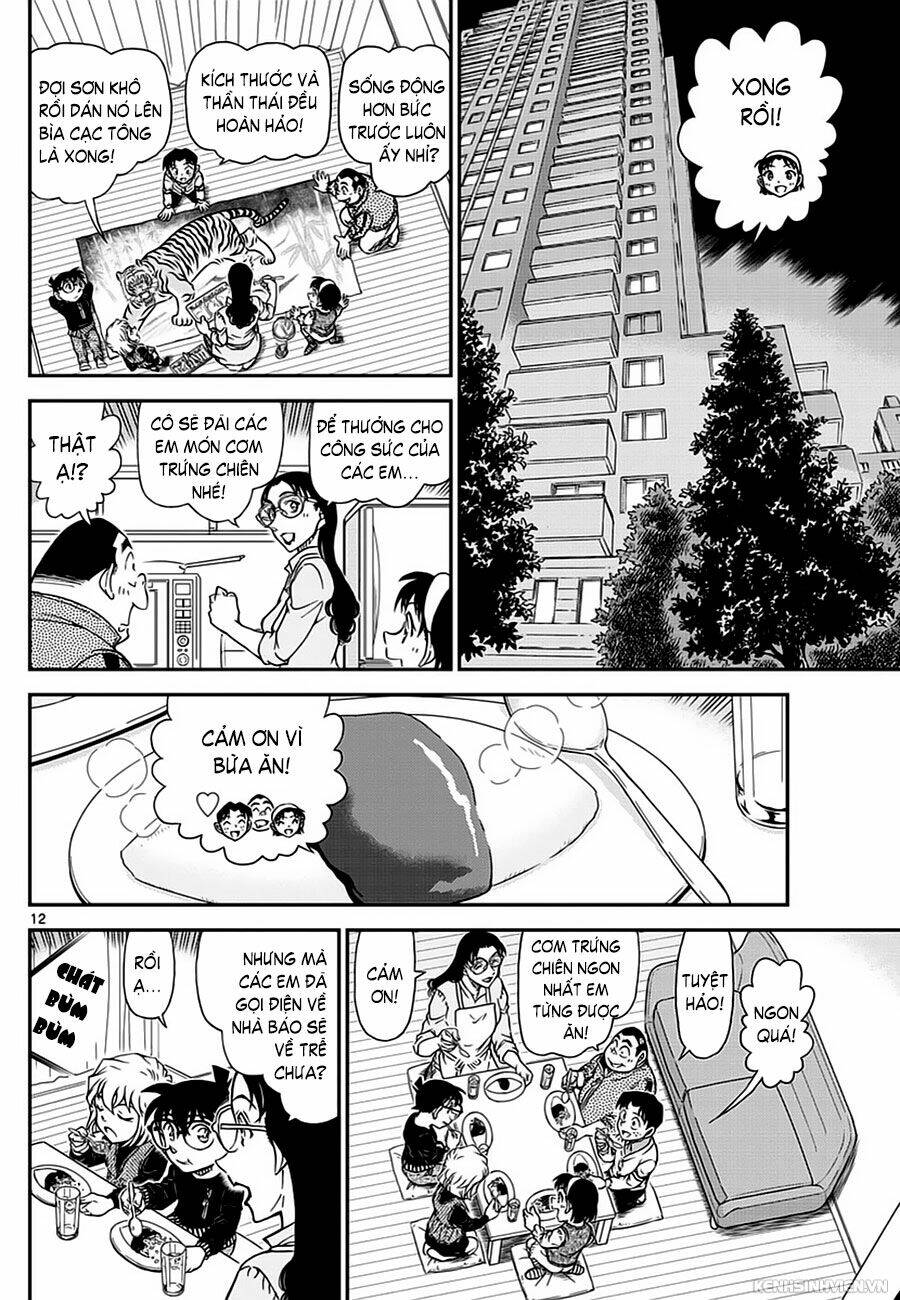 XONG
RỒI!
SỐNG ĐỘNG
HƠN BỨC
TRƯỚC LUÔN
ẤY NHỈ?
KÍCH THƯỚC VÀ
THẦN THÁI ĐỀU
HOÀN HẢO!
ĐỢI SƠN KHÔ
RỒI DÁN NÓ LÊN
BÌA CẠC TÔNG
LÀ XONG!
ĐỂ THƯỞNG CHO
CÔNG SỨC CỦA
CÁC EM...
CÔ SẼ ĐÃI CÁC
EM MÓN CƠM
TRỨNG CHIÊN
NHÉ!
THẬT
Ạ!?
CẢM ƠN VÌ
BỮA ĂN!
12
NGON
QUÁ!
TUYỆT
HẢO!
CƠM TRỨNG
CHIÊN NGON
NHẤT EM
TỪNG ĐƯỢC
ĂN!
CẢM
ƠN!
NHƯNG MÀ
CÁC EM ĐÃ
GỌI ĐIỆN VỀ
NHÀ BÁO SẼ
VỀ TRỄ
CHƯA?
RỒI
Ạ...
CHÁT
BÙM
BÙM
KENHSINHVIEN.VN